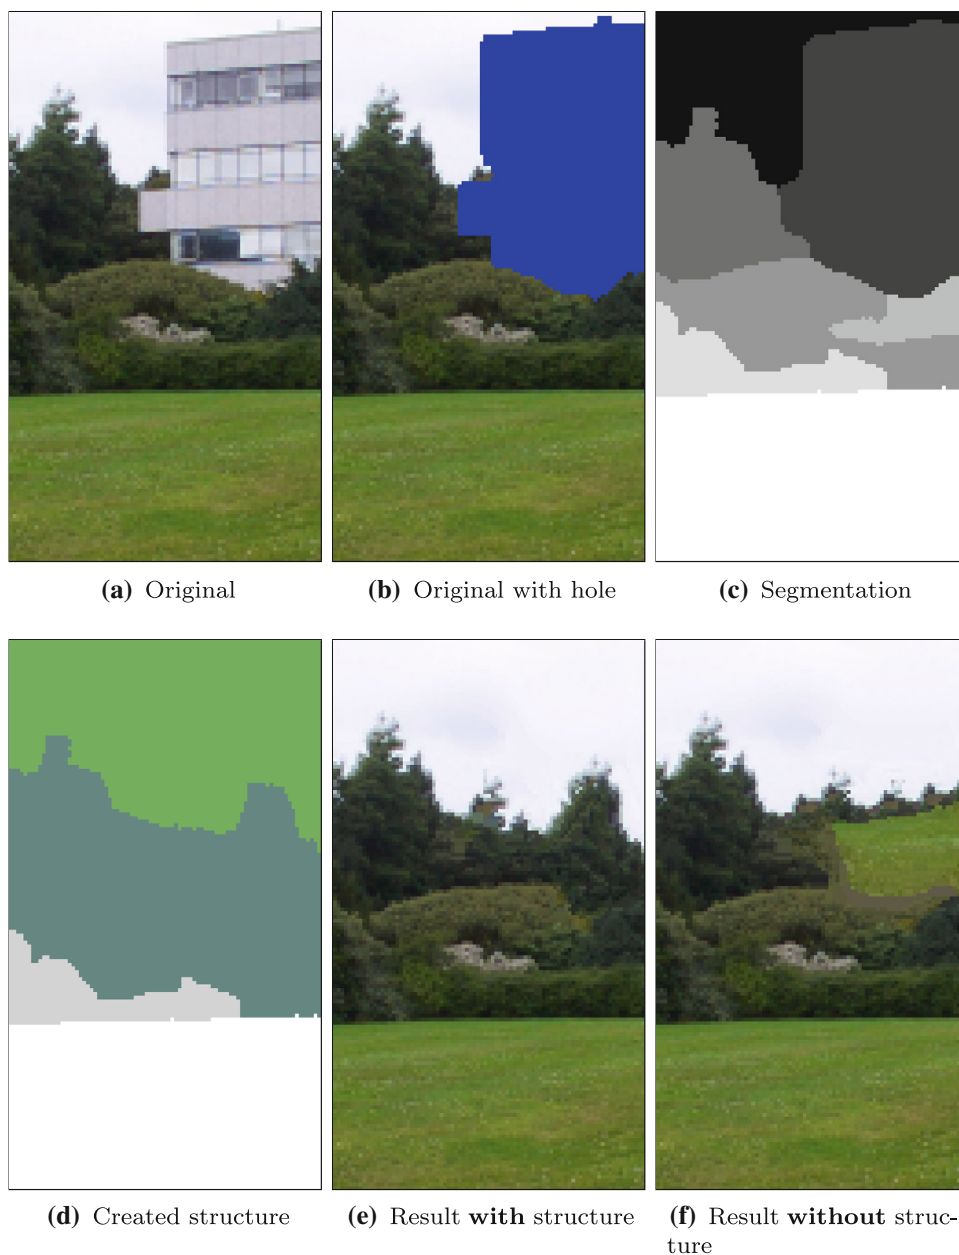 (a) Original
(b) Original with hole
(c) Segmentation
(d) Created structure
(e) Result with structure
(f) Result without struc-
ture